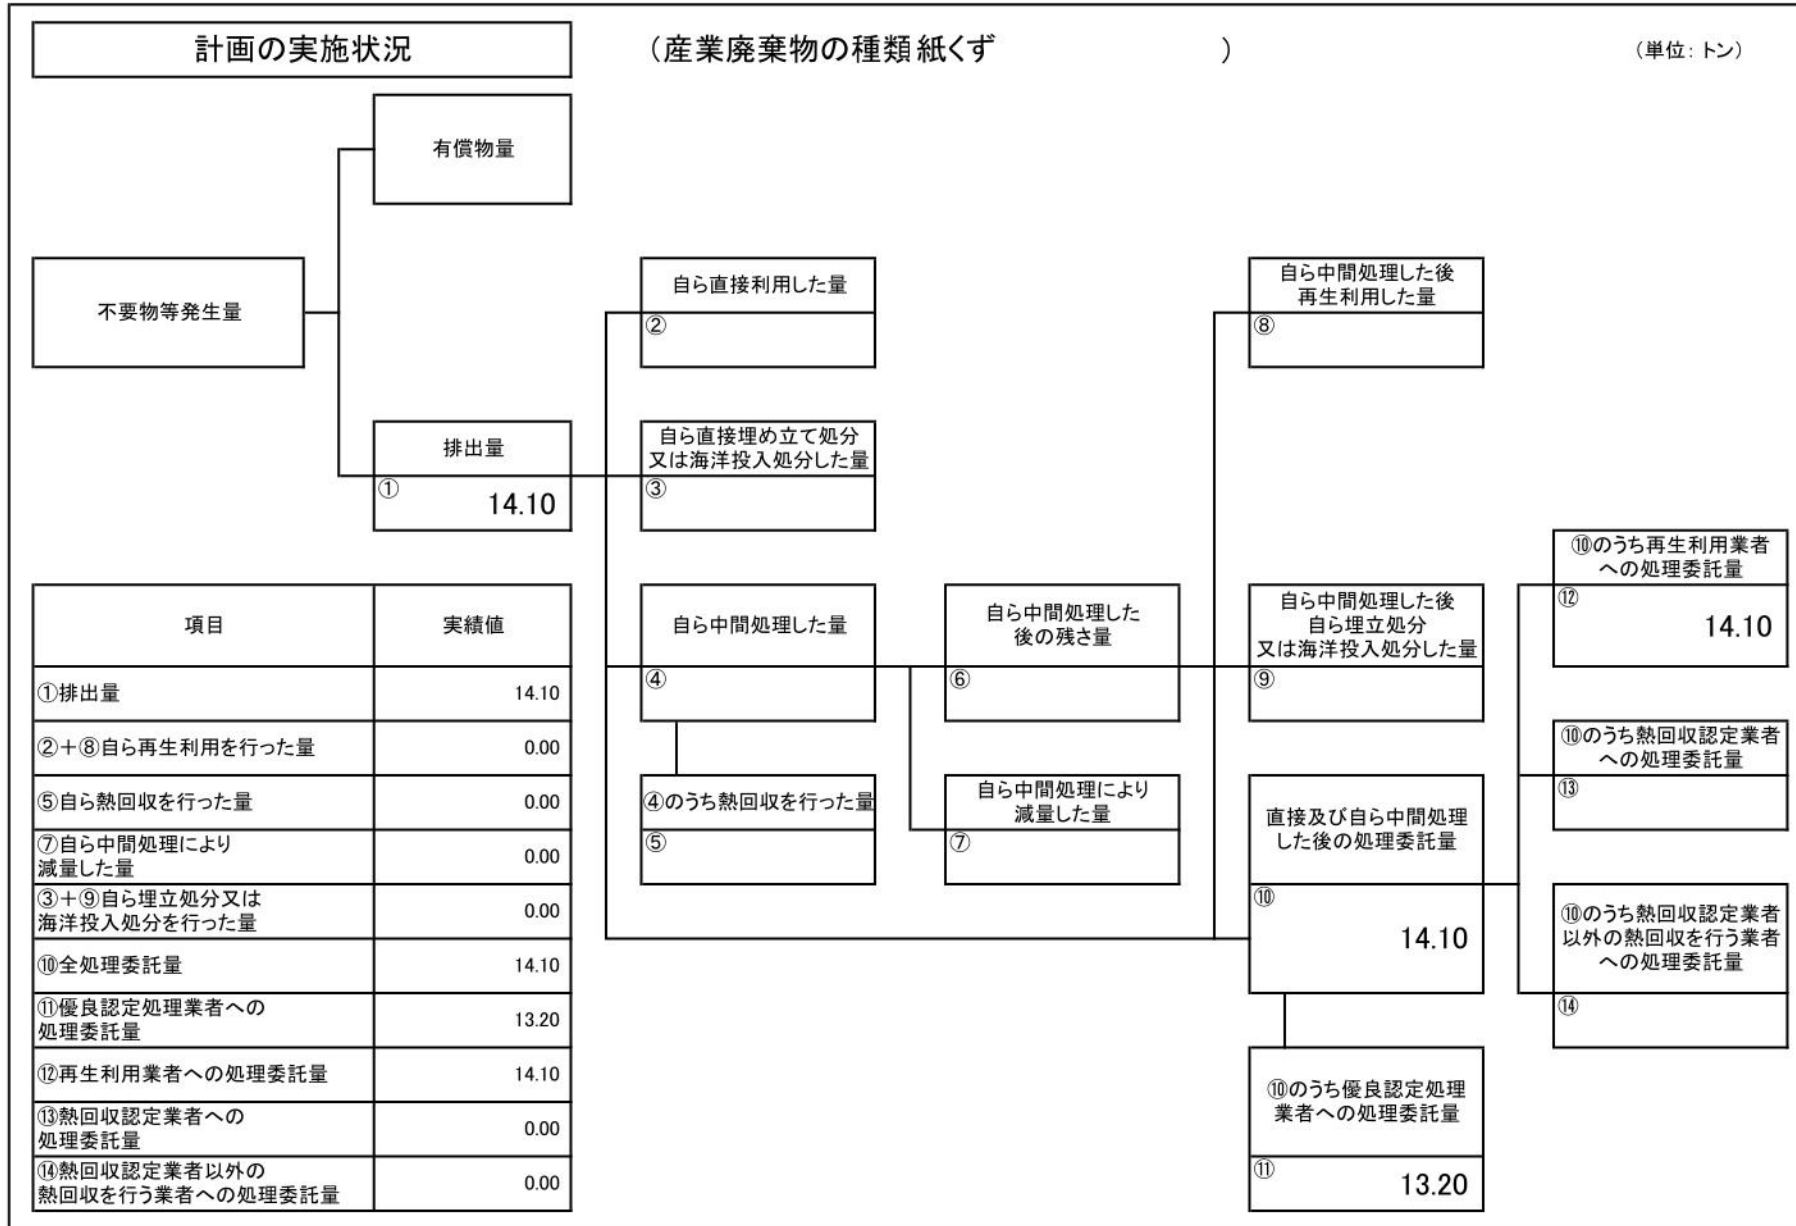 計画の実施状況
（産業廃棄物の種類 紙くず　）
（単位：トン）
有償物量
不要物等発生量
自ら直接利用した量
②
自ら中間処理した後
再生利用した量
⑧
排出量
①
14.10
自ら直接埋め立て処分
又は海洋投入処分した量
③
⑩のうち再生利用業者
への処理委託量
⑫
14.10
自ら中間処理した量
④
自ら中間処理した
後の残さ量
⑥
自ら中間処理した後
自ら埋立処分
又は海洋投入処分した量
⑨
⑩のうち熱回収認定業者
への処理委託量
⑬
④のうち熱回収を行った量
⑤
自ら中間処理により
減量した量
⑦
直接及び自ら中間処理
した後の処理委託量
⑩
14.10
⑩のうち熱回収認定業者
以外の熱回収を行う業者
への処理委託量
⑭
⑩のうち優良認定処理
業者への処理委託量
⑪
13.20
項目 実績値
①排出量 14.10
②＋⑧自ら再生利用を行った量 0.00
⑤自ら熱回収を行った量 0.00
⑦自ら中間処理により
減量した量 0.00
③＋⑨自ら埋立処分又は
海洋投入処分を行った量 0.00
⑩全処理委託量 14.10
⑪優良認定処理業者への
処理委託量 13.20
⑫再生利用業者への処理委託量 14.10
⑬熱回収認定業者への
処理委託量 0.00
⑭熱回収認定業者以外の
熱回収を行う業者への処理委託量 0.00